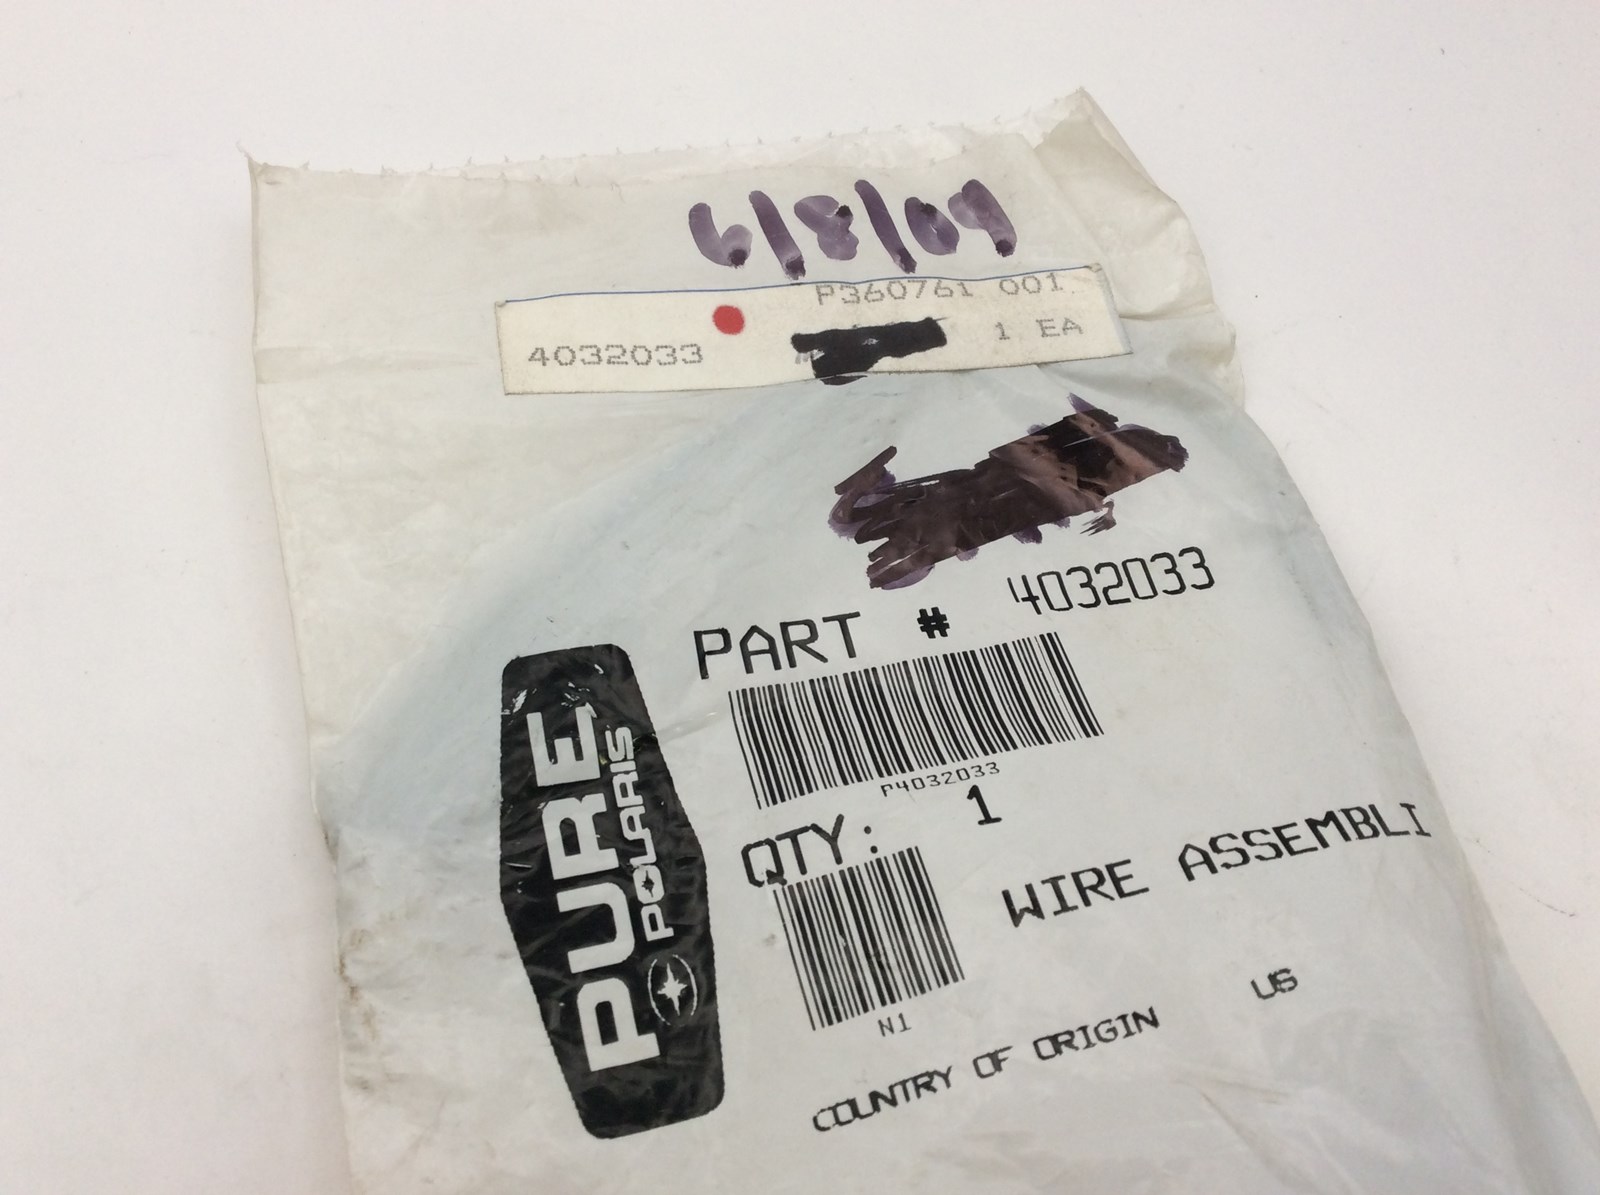 6/8/09
P360761 001
4032033 1 EA
PART # 4032033
P4032033
QTY: 1
WIRE ASSEMBLI
N1
COUNTRY OF ORIGIN US
PURE
POLARIS